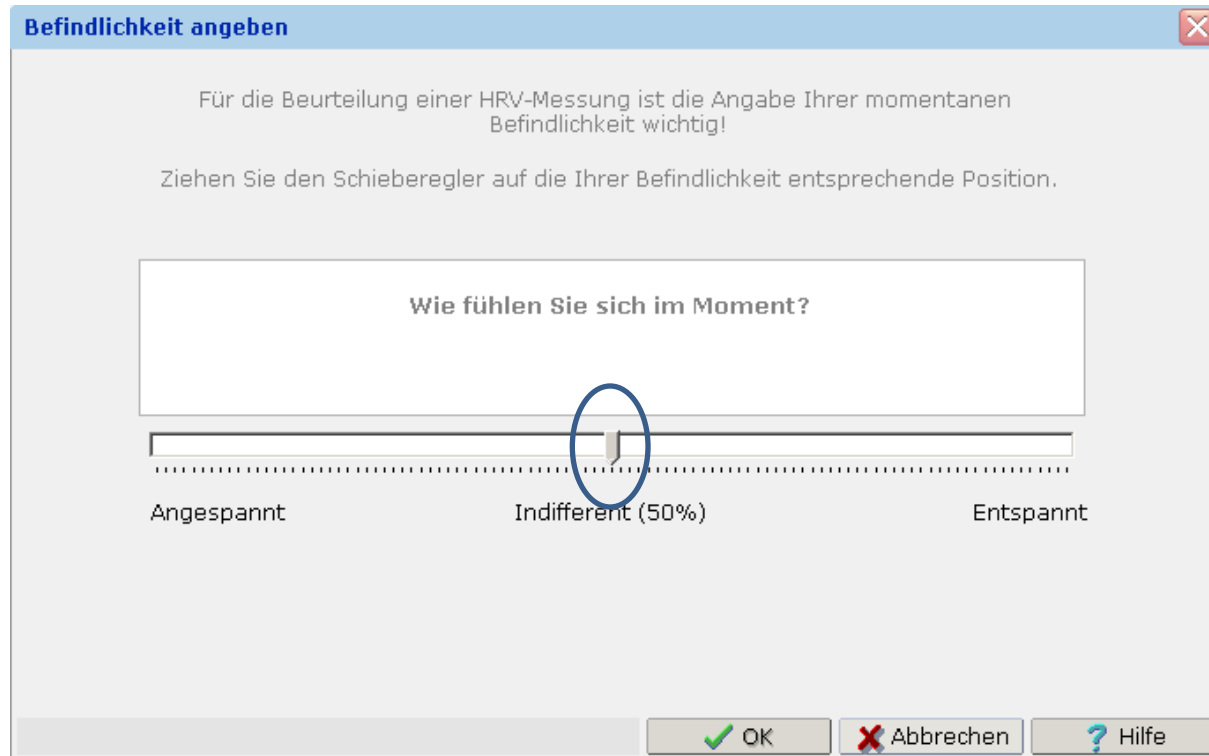 Befindlichkeit angeben
Für die Beurteilung einer HRV-Messung ist die Angabe Ihrer momentanen
Befindlichkeit wichtig!
Ziehen Sie den Schieberegler auf die Ihrer Befindlichkeit entsprechende Position.
Wie fühlen Sie sich im Moment?
Angespannt Indifferent (50%) Entspannt
OK Abbrechen Hilfe